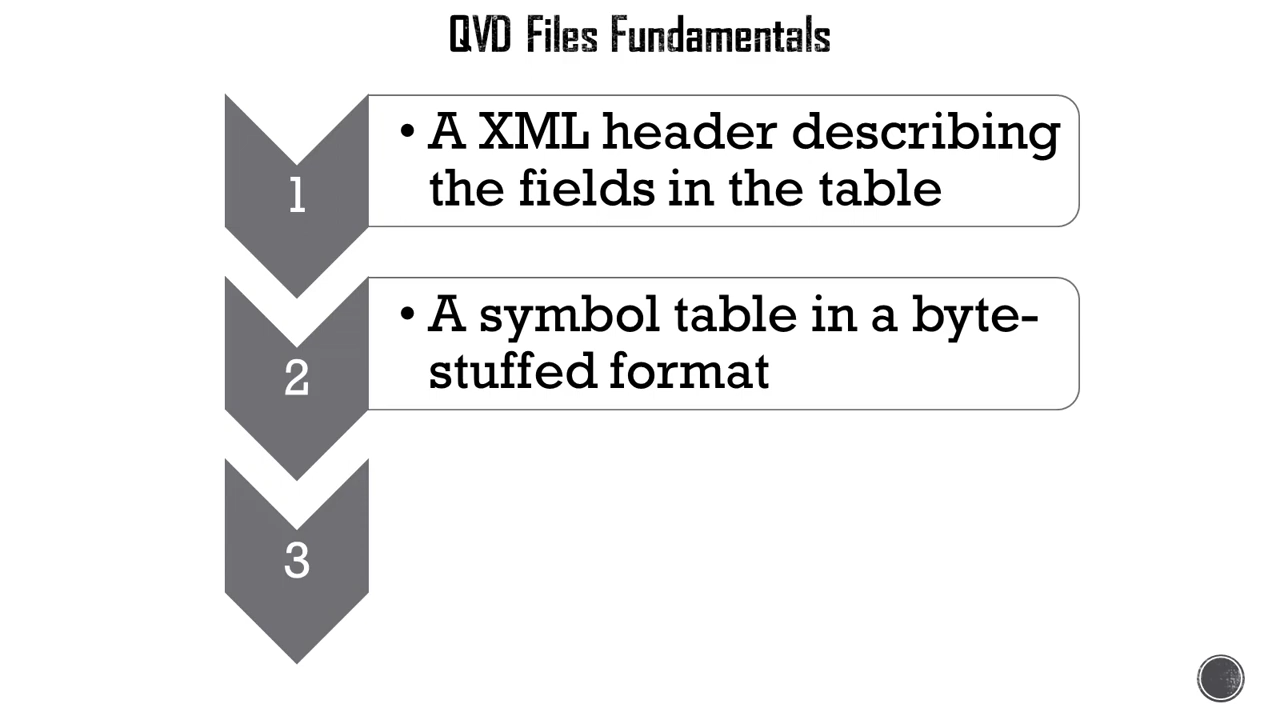 QVD Files Fundamentals
1
• A XML header describing
the fields in the table
2
• A symbol table in a byte-
stuffed format
3